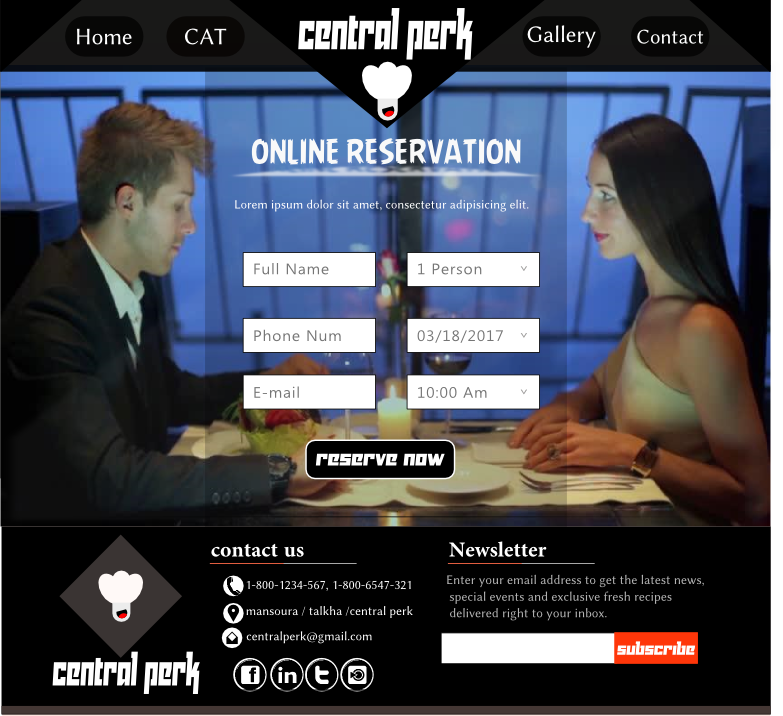 Home
CAT
central perk
Gallery
Contact
ONLINE RESERVATION
Lorem ipsum dolor sit amet, consectetur adipisicing elit.
Full Name
1 Person
Phone Num
03/18/2017
E-mail
10:00 Am
reserve now
contact us
1-800-1234-567, 1-800-6547-321
mansoura / talkha /central perk
centralperk@gmail.com
Newsletter
Enter your email address to get the latest news,
special events and exclusive fresh recipes
delivered right to your inbox.
subscribe
central perk